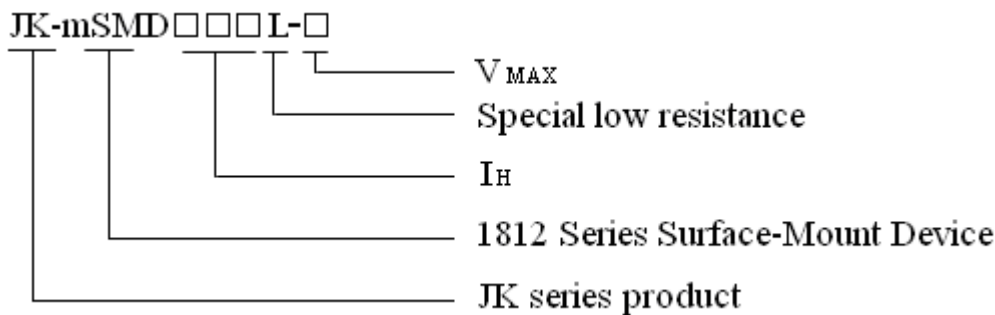 JK-mSMD□□□L-□
VMAX
Special low resistance
IH
1812 Series Surface-Mount Device
JK series product